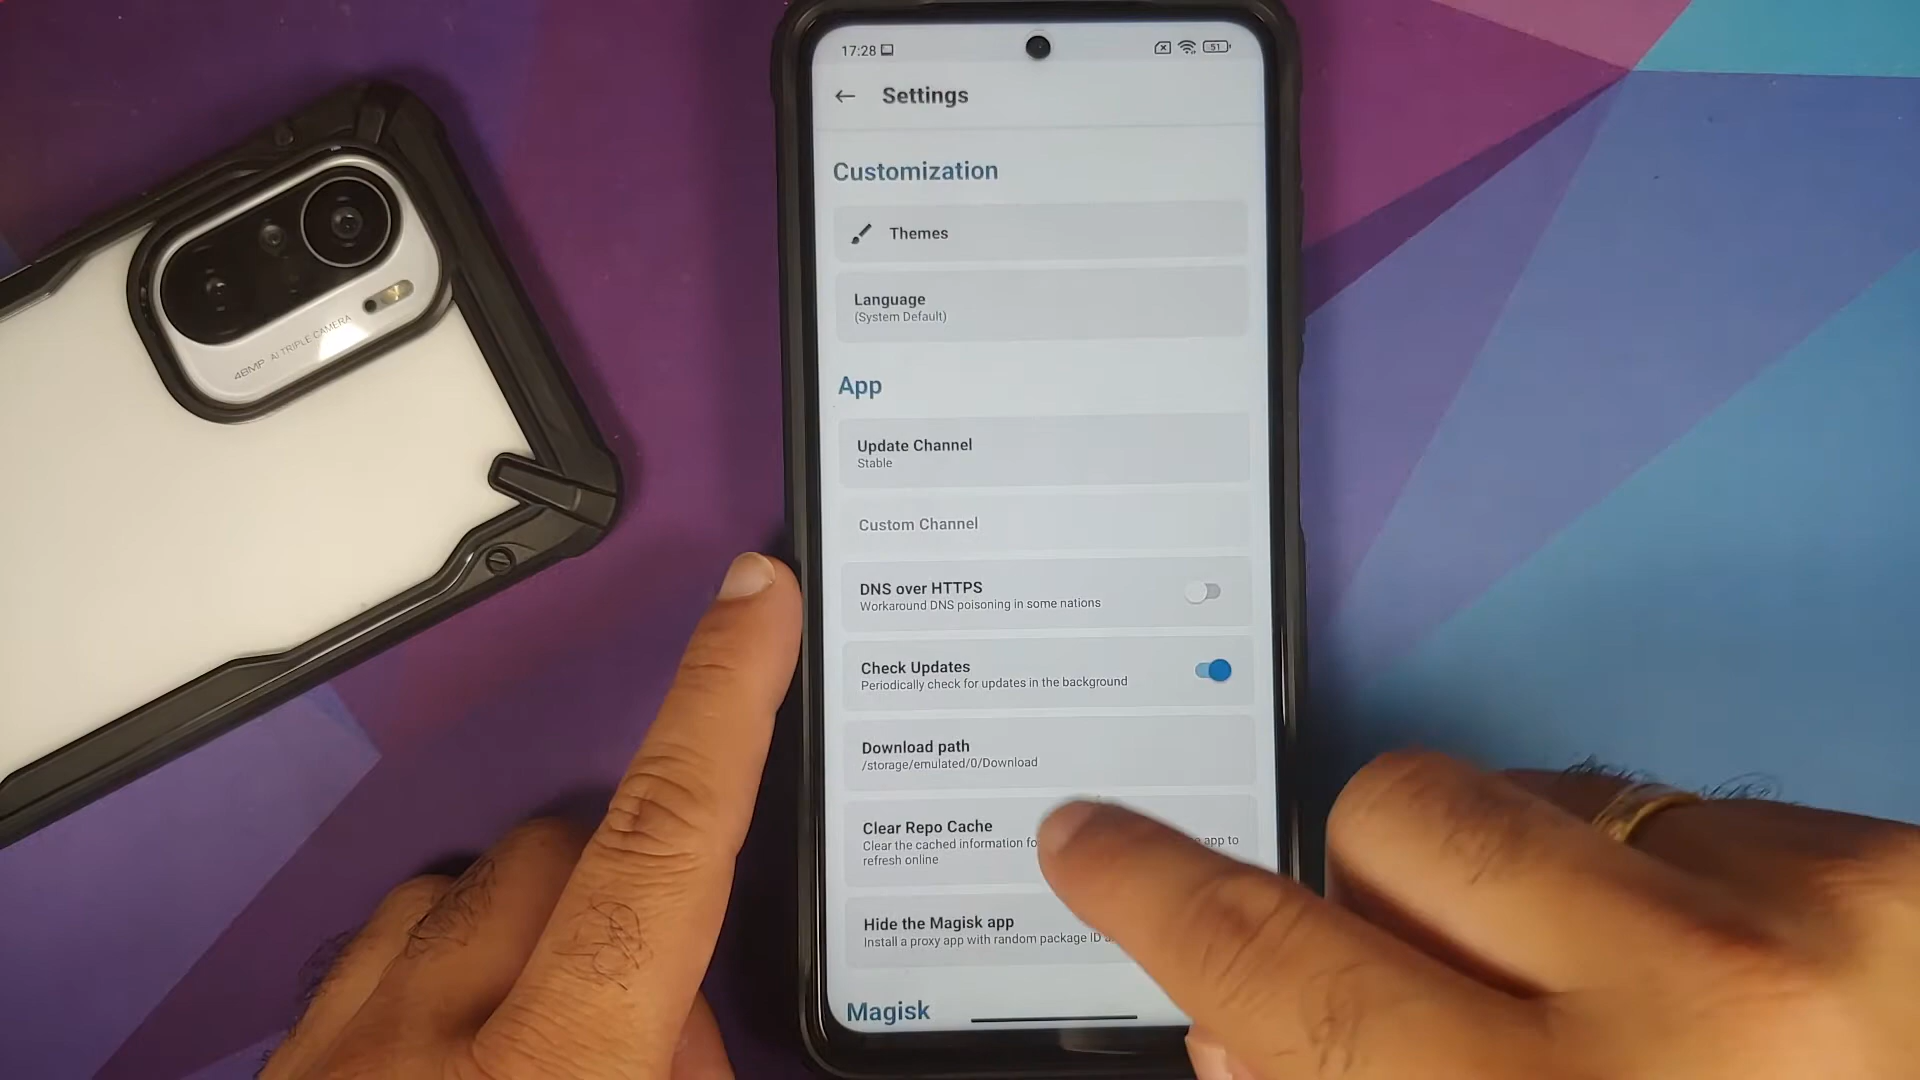 17:28
51
Settings
Customization
Themes
Language
(System Default)
App
Update Channel
Stable
Custom Channel
DNS over HTTPS
Workaround DNS poisoning in some nations
Check Updates
Periodically check for updates in the background
Download path
/storage/emulated/0/Download
Clear Repo Cache
Clear the cached information app to
refresh online
Hide the Magisk app
Install a proxy app with random package ID
Magisk
48MP AI TRIPLE CAMERA